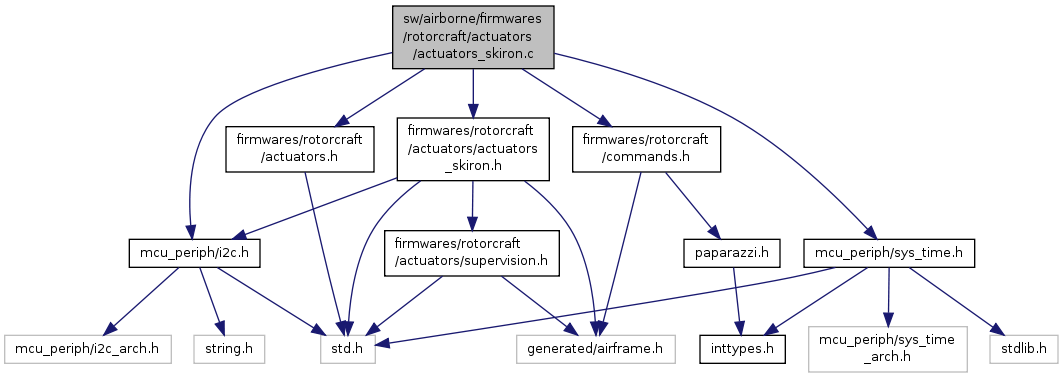 sw/airborne/firmwares
/rotorcraft/actuators
/actuators_skiron.c
firmwares/rotorcraft
/actuators.h
firmwares/rotorcraft
/actuators/actuators
_skiron.h
firmwares/rotorcraft
/commands.h
mcu_periph/i2c.h
firmwares/rotorcraft
/actuators/supervision.h
paparazzi.h
mcu_periph/sys_time.h
mcu_periph/i2c_arch.h
string.h
std.h
generated/airframe.h
inttypes.h
mcu_periph/sys_time
_arch.h
stdlib.h